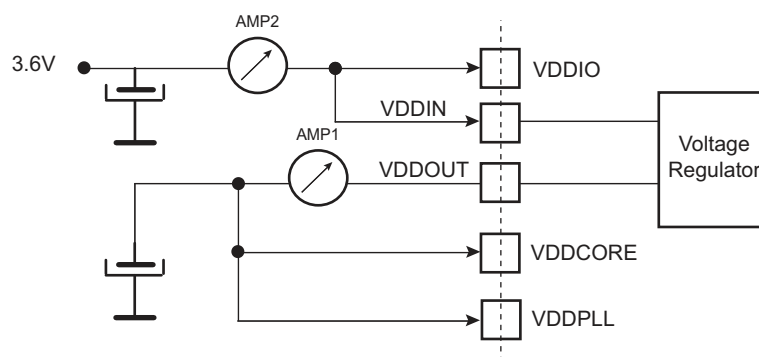 AMP2
3.6V
VDDIO
VDDIN
AMP1
Voltage
Regulator
VDDOUT
VDDCORE
VDDPLL